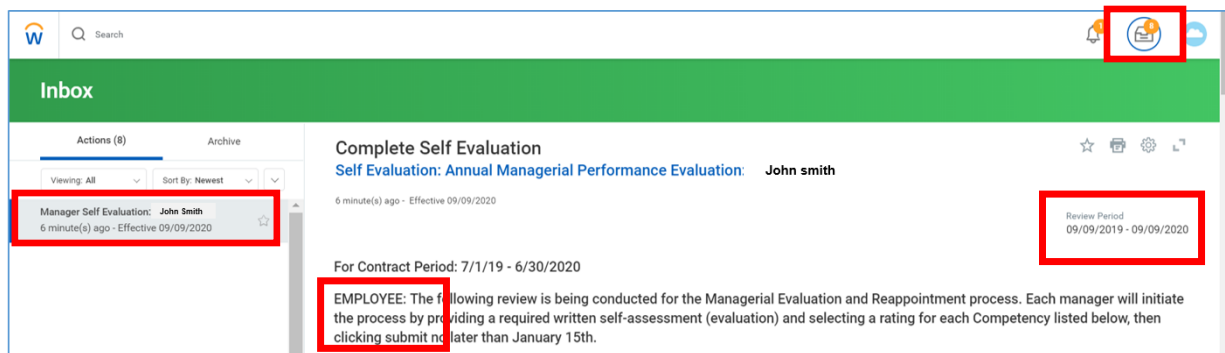 W
Search
1
8
Inbox
Actions (8)
Archive
Viewing: All
Sort By: Newest
Manager Self Evaluation: John Smith
6 minute(s) ago - Effective 09/09/2020
Complete Self Evaluation
Self Evaluation: Annual Managerial Performance Evaluation: John smith
6 minute(s) ago - Effective 09/09/2020
Review Period
09/09/2019 - 09/09/2020
For Contract Period: 7/1/19 - 6/30/2020
EMPLOYEE: The following review is being conducted for the Managerial Evaluation and Reappointment process. Each manager will initiate
the process by providing a required written self-assessment (evaluation) and selecting a rating for each Competency listed below, then
clicking submit no later than January 15th.